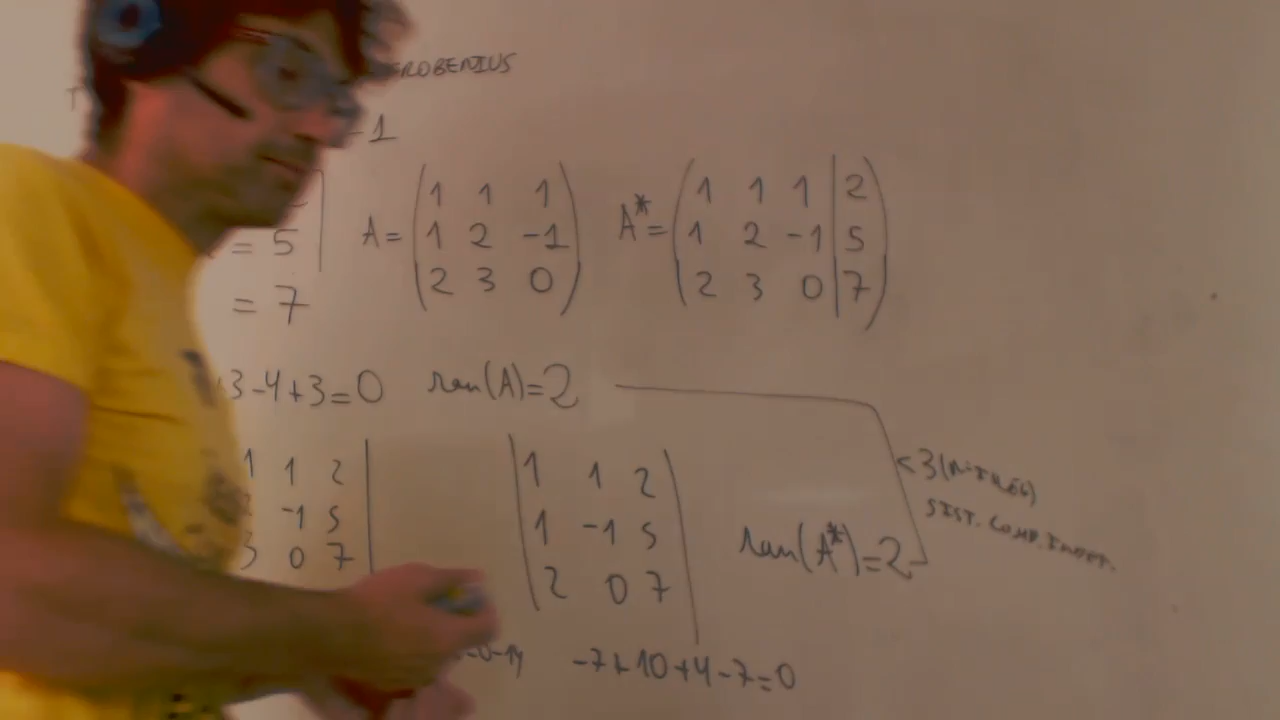 T
FROBENIUS
-1
= 5
= 7
A = ( 1 1 1
1 2 -1
2 3 0 )
A* = ( 1 1 1 | 2
1 2 -1 | 5
2 3 0 | 7 )
3-4+3=0 ran(A)=2
1 1 2
-1 5
3 0 7 |
| 1 1 2
1 -1 5
2 0 7 |
ran(A*)=2
<3
SIST. COMP. INDET.
-7+10+4-7=0